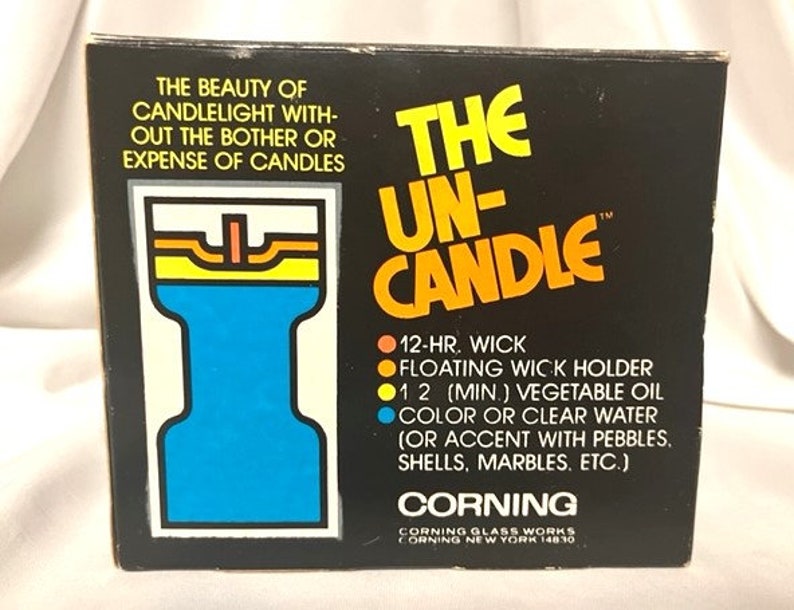 THE BEAUTY OF
CANDLELIGHT WITH-
OUT THE BOTHER OR
EXPENSE OF CANDLES
THE
UN-
CANDLE™
12-HR. WICK
FLOATING WICK HOLDER
1 2 (MIN.) VEGETABLE OIL
COLOR OR CLEAR WATER
(OR ACCENT WITH PEBBLES,
SHELLS, MARBLES, ETC.)
CORNING
CORNING GLASS WORKS
CORNING NEW YORK 14830